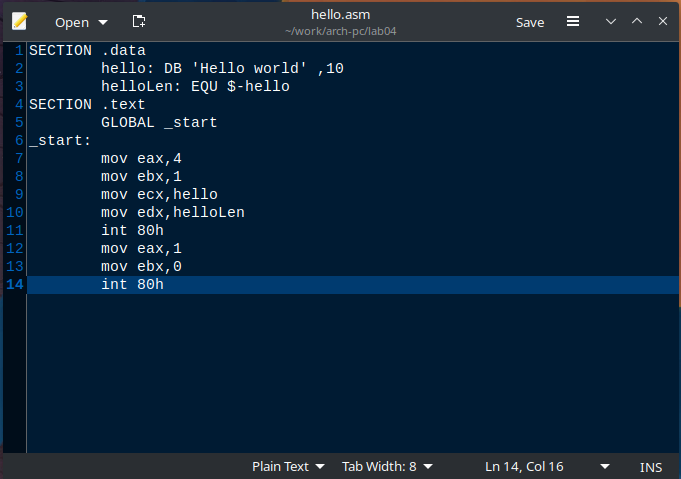 Open
hello.asm
~/work/arch-pc/lab04
Save
1 SECTION .data
2         hello: DB 'Hello world' ,10
3         helloLen: EQU $-hello
4 SECTION .text
5         GLOBAL _start
6 _start:
7         mov eax,4
8         mov ebx,1
9         mov ecx,hello
10         mov edx,helloLen
11         int 80h
12         mov eax,1
13         mov ebx,0
14         int 80h
Plain Text Tab Width: 8 Ln 14, Col 16 INS